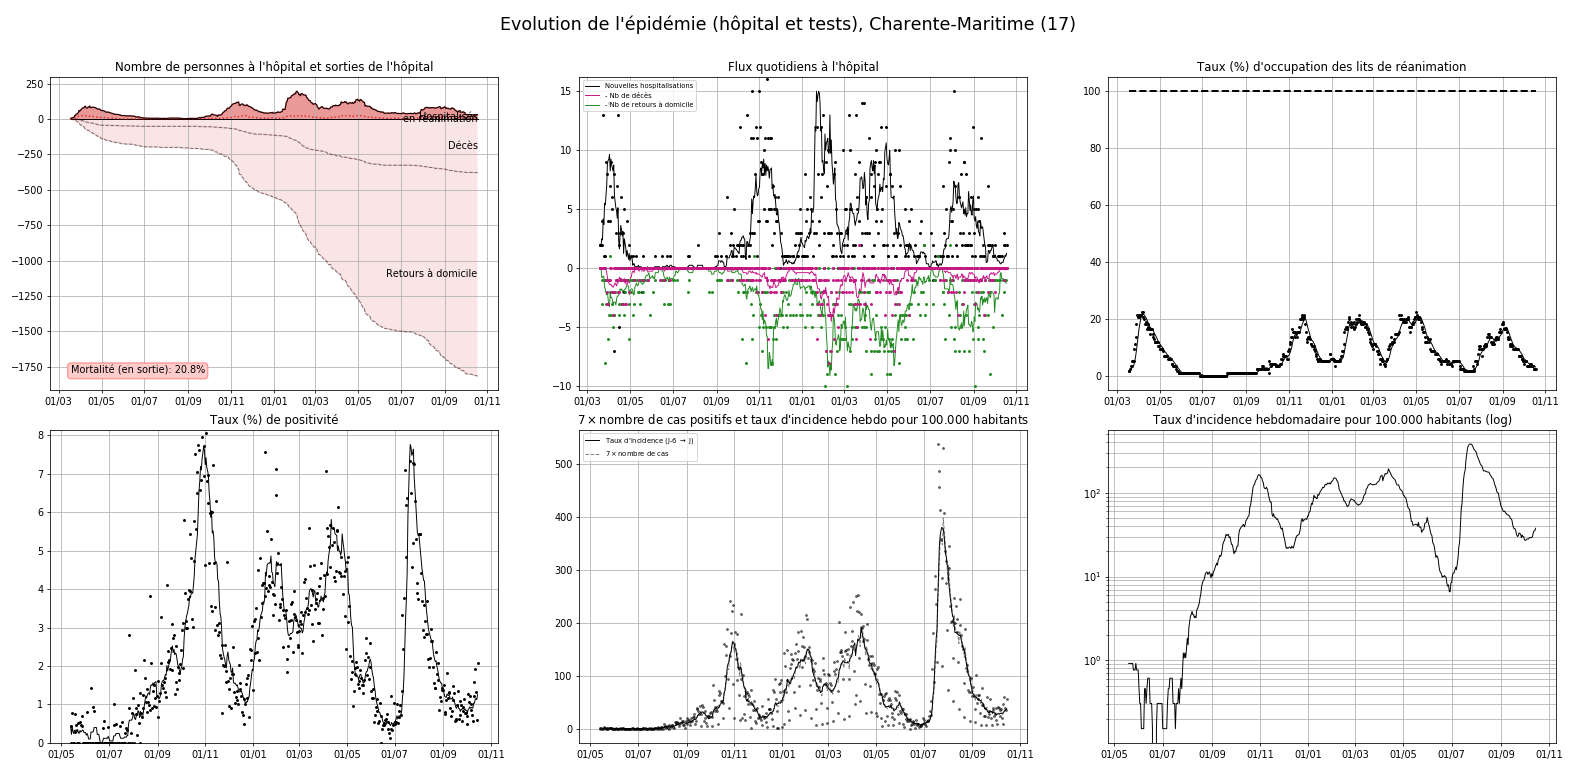 Evolution de l'épidémie (hôpital et tests), Charente-Maritime (17)
Nombre de personnes à l'hôpital et sorties de l'hôpital
250
0
−250
−500
−750
−1000
−1250
−1500
−1750
en réanimation
Décès
Retours à domicile
Mortalité (en sortie): 20.8%
01/03 01/05 01/07 01/09 01/11 01/01 01/03 01/05 01/07 01/09 01/11
Flux quotidiens à l'hôpital
Nouvelles hospitalisations
- Nb de décès
- Nb de retours à domicile
15
10
5
0
−5
−10
01/03 01/05 01/07 01/09 01/11 01/01 01/03 01/05 01/07 01/09 01/11
Taux (%) d'occupation des lits de réanimation
100
80
60
40
20
0
01/03 01/05 01/07 01/09 01/11 01/01 01/03 01/05 01/07 01/09 01/11
Taux (%) de positivité
8
7
6
5
4
3
2
1
0
01/05 01/07 01/09 01/11 01/01 01/03 01/05 01/07 01/09 01/11
7 × nombre de cas positifs et taux d'incidence hebdo pour 100.000 habitants
Taux d'incidence (J-6 → J)
7 × nombre de cas
500
400
300
200
100
0
01/05 01/07 01/09 01/11 01/01 01/03 01/05 01/07 01/09 01/11
Taux d'incidence hebdomadaire pour 100.000 habitants (log)
10²
10¹
10⁰
01/05 01/07 01/09 01/11 01/01 01/03 01/05 01/07 01/09 01/11